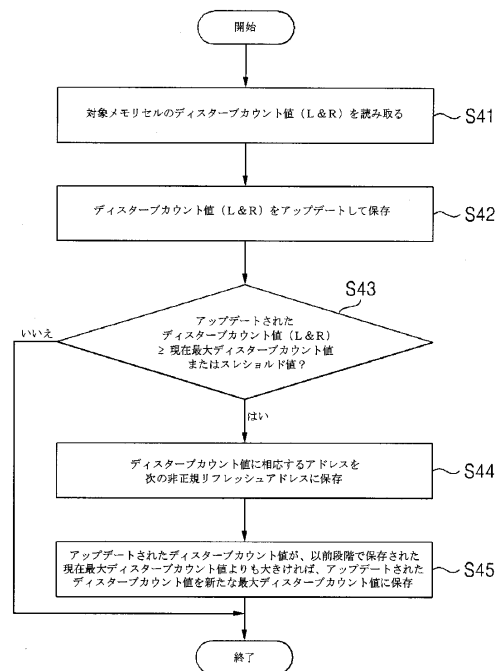 開始
対象メモリセルのディスターブカウント値（L＆R）を読み取る
S41
ディスターブカウント値（L＆R）をアップデートして保存
S42
S43
アップデートされた
ディスターブカウント値（L＆R）
≥ 現在最大ディスターブカウント値
またはスレショルド値？
いいえ
はい
ディスターブカウント値に相応するアドレスを
次の非正規リフレッシュアドレスに保存
S44
アップデートされたディスターブカウント値が、以前段階で保存された
現在最大ディスターブカウント値よりも大きければ、アップデートされた
ディスターブカウント値を新たな最大ディスターブカウント値に保存
S45
終了